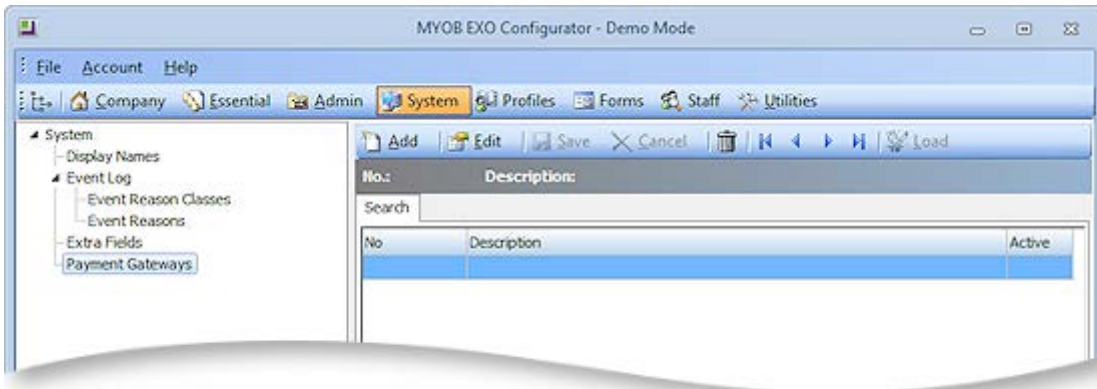 MYOB EXO Configurator - Demo Mode
File Account Help
Company Essential Admin System Profiles Forms Staff Utilities
System
Display Names
Event Log
Event Reason Classes
Event Reasons
Extra Fields
Payment Gateways
Add Edit Save Cancel Load
No.: Description:
Search
No Description Active